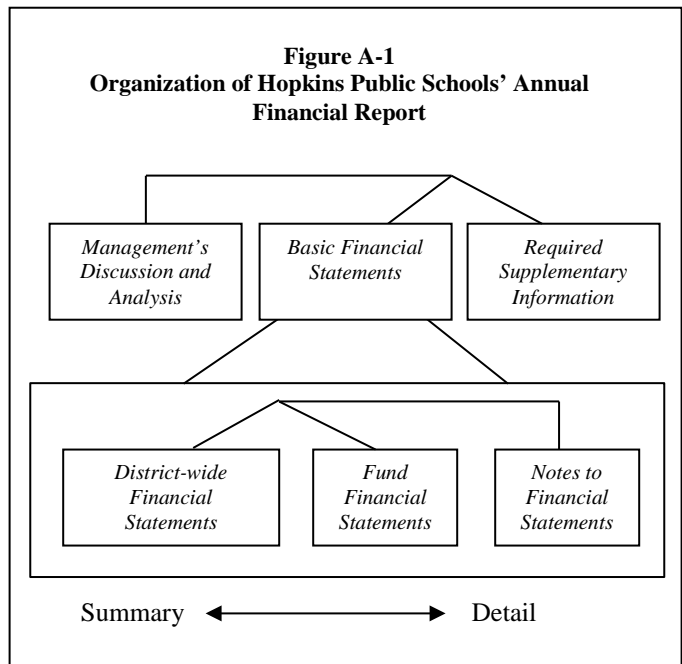 Figure A-1
Organization of Hopkins Public Schools’ Annual
Financial Report
Management’s
Discussion and
Analysis
Basic Financial
Statements
Required
Supplementary
Information
District-wide
Financial
Statements
Fund
Financial
Statements
Notes to
Financial
Statements
Summary
Detail